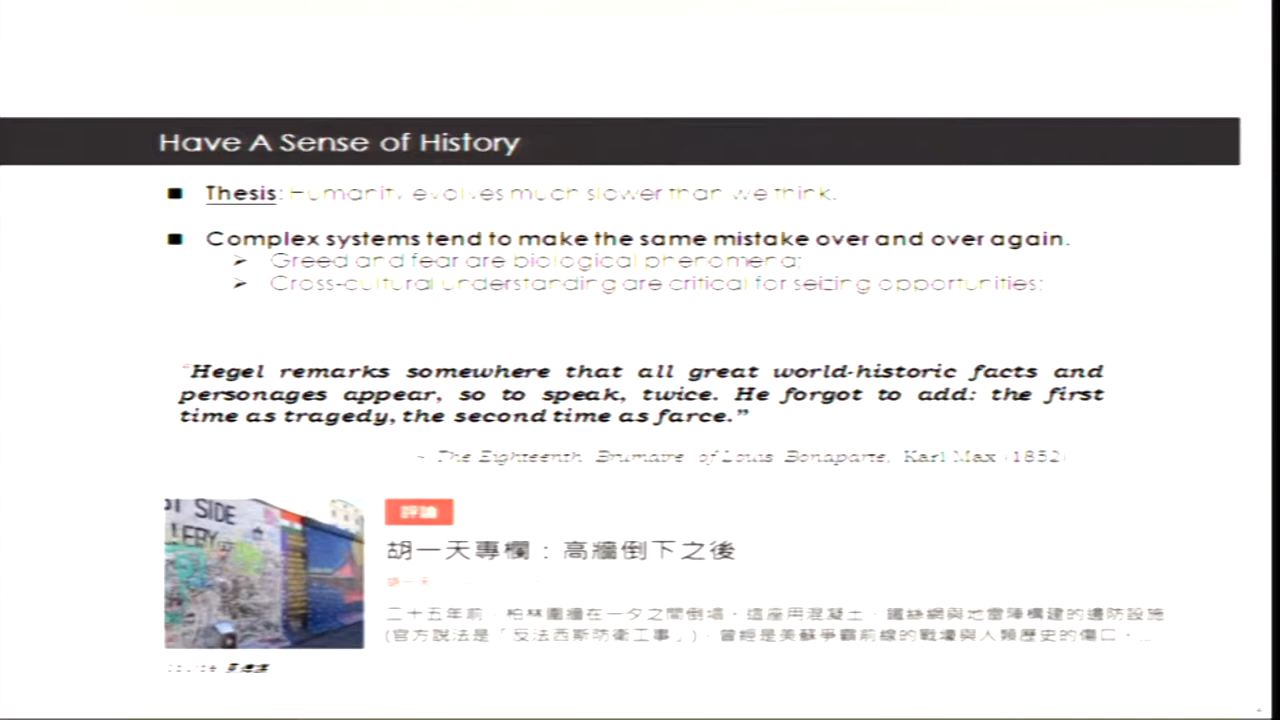 Have A Sense of History
■ Thesis: Humanity evolves much slower than we think.
■ Complex systems tend to make the same mistake over and over again.
➢ Greed and fear are biological phenomena;
➢ Cross-cultural understanding are critical for seizing opportunities;
"Hegel remarks somewhere that all great world-historic facts and
personages appear, so to speak, twice. He forgot to add: the first
time as tragedy, the second time as farce."
~ The Eighteenth Brumaire of Louis Bonaparte, Karl Max (1852)
ST SIDE
LERY
評論
胡一天專欄：高牆倒下之後
胡一天
二十五年前，柏林圍牆在一夕之間倒塌。這座用混凝土、鐵絲網與地雷陣構建的邊防設施
(官方說法是「反法西斯防衛工事」)，曾經是美蘇爭霸前線的戰壕與人類歷史的傷口。...
Source